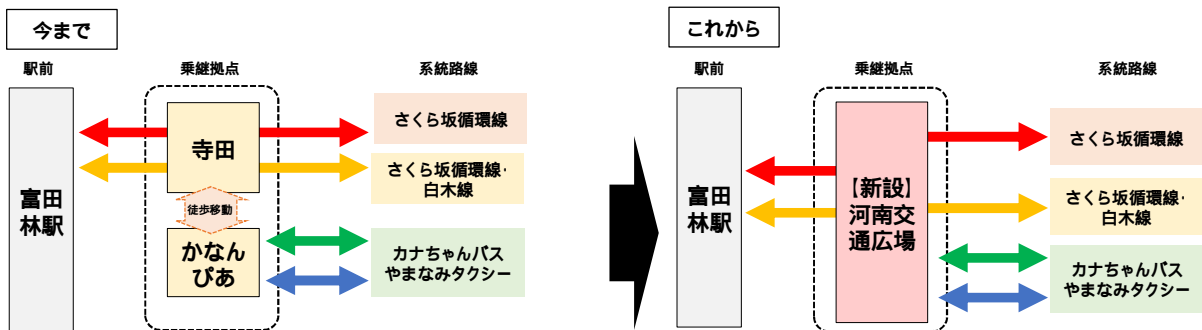 今まで
駅前
乗継拠点
系統路線
富田
林駅
寺田
徒歩移動
かなん
ぴあ
さくら坂循環線
さくら坂循環線・
白木線
カナちゃんバス
やまなみタクシー
これから
駅前
乗継拠点
系統路線
富田
林駅
【新設】
河南交
通広場
さくら坂循環線
さくら坂循環線・
白木線
カナちゃんバス
やまなみタクシー